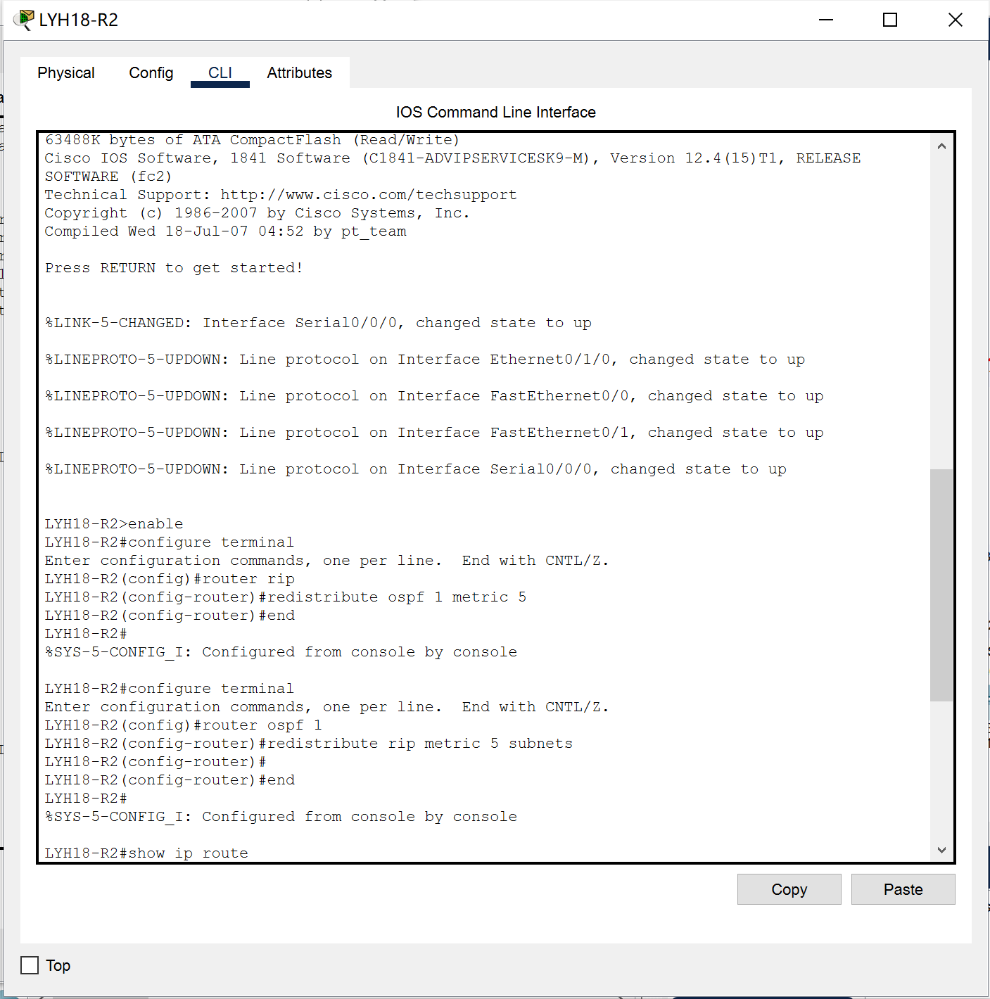 LYH18-R2
Physical Config CLI Attributes
IOS Command Line Interface
63488K bytes of ATA CompactFlash (Read/Write)
Cisco IOS Software, 1841 Software (C1841-ADVIPSERVICESK9-M), Version 12.4(15)T1, RELEASE
SOFTWARE (fc2)
Technical Support: http://www.cisco.com/techsupport
Copyright (c) 1986-2007 by Cisco Systems, Inc.
Compiled Wed 18-Jul-07 04:52 by pt_team
Press RETURN to get started!
%LINK-5-CHANGED: Interface Serial0/0/0, changed state to up
%LINEPROTO-5-UPDOWN: Line protocol on Interface Ethernet0/1/0, changed state to up
%LINEPROTO-5-UPDOWN: Line protocol on Interface FastEthernet0/0, changed state to up
%LINEPROTO-5-UPDOWN: Line protocol on Interface FastEthernet0/1, changed state to up
%LINEPROTO-5-UPDOWN: Line protocol on Interface Serial0/0/0, changed state to up
LYH18-R2>enable
LYH18-R2#configure terminal
Enter configuration commands, one per line.  End with CNTL/Z.
LYH18-R2(config)#router rip
LYH18-R2(config-router)#redistribute ospf 1 metric 5
LYH18-R2(config-router)#end
LYH18-R2#
%SYS-5-CONFIG_I: Configured from console by console
LYH18-R2#configure terminal
Enter configuration commands, one per line.  End with CNTL/Z.
LYH18-R2(config)#router ospf 1
LYH18-R2(config-router)#redistribute rip metric 5 subnets
LYH18-R2(config-router)#
LYH18-R2(config-router)#end
LYH18-R2#
%SYS-5-CONFIG_I: Configured from console by console
LYH18-R2#show ip route
Copy Paste
Top